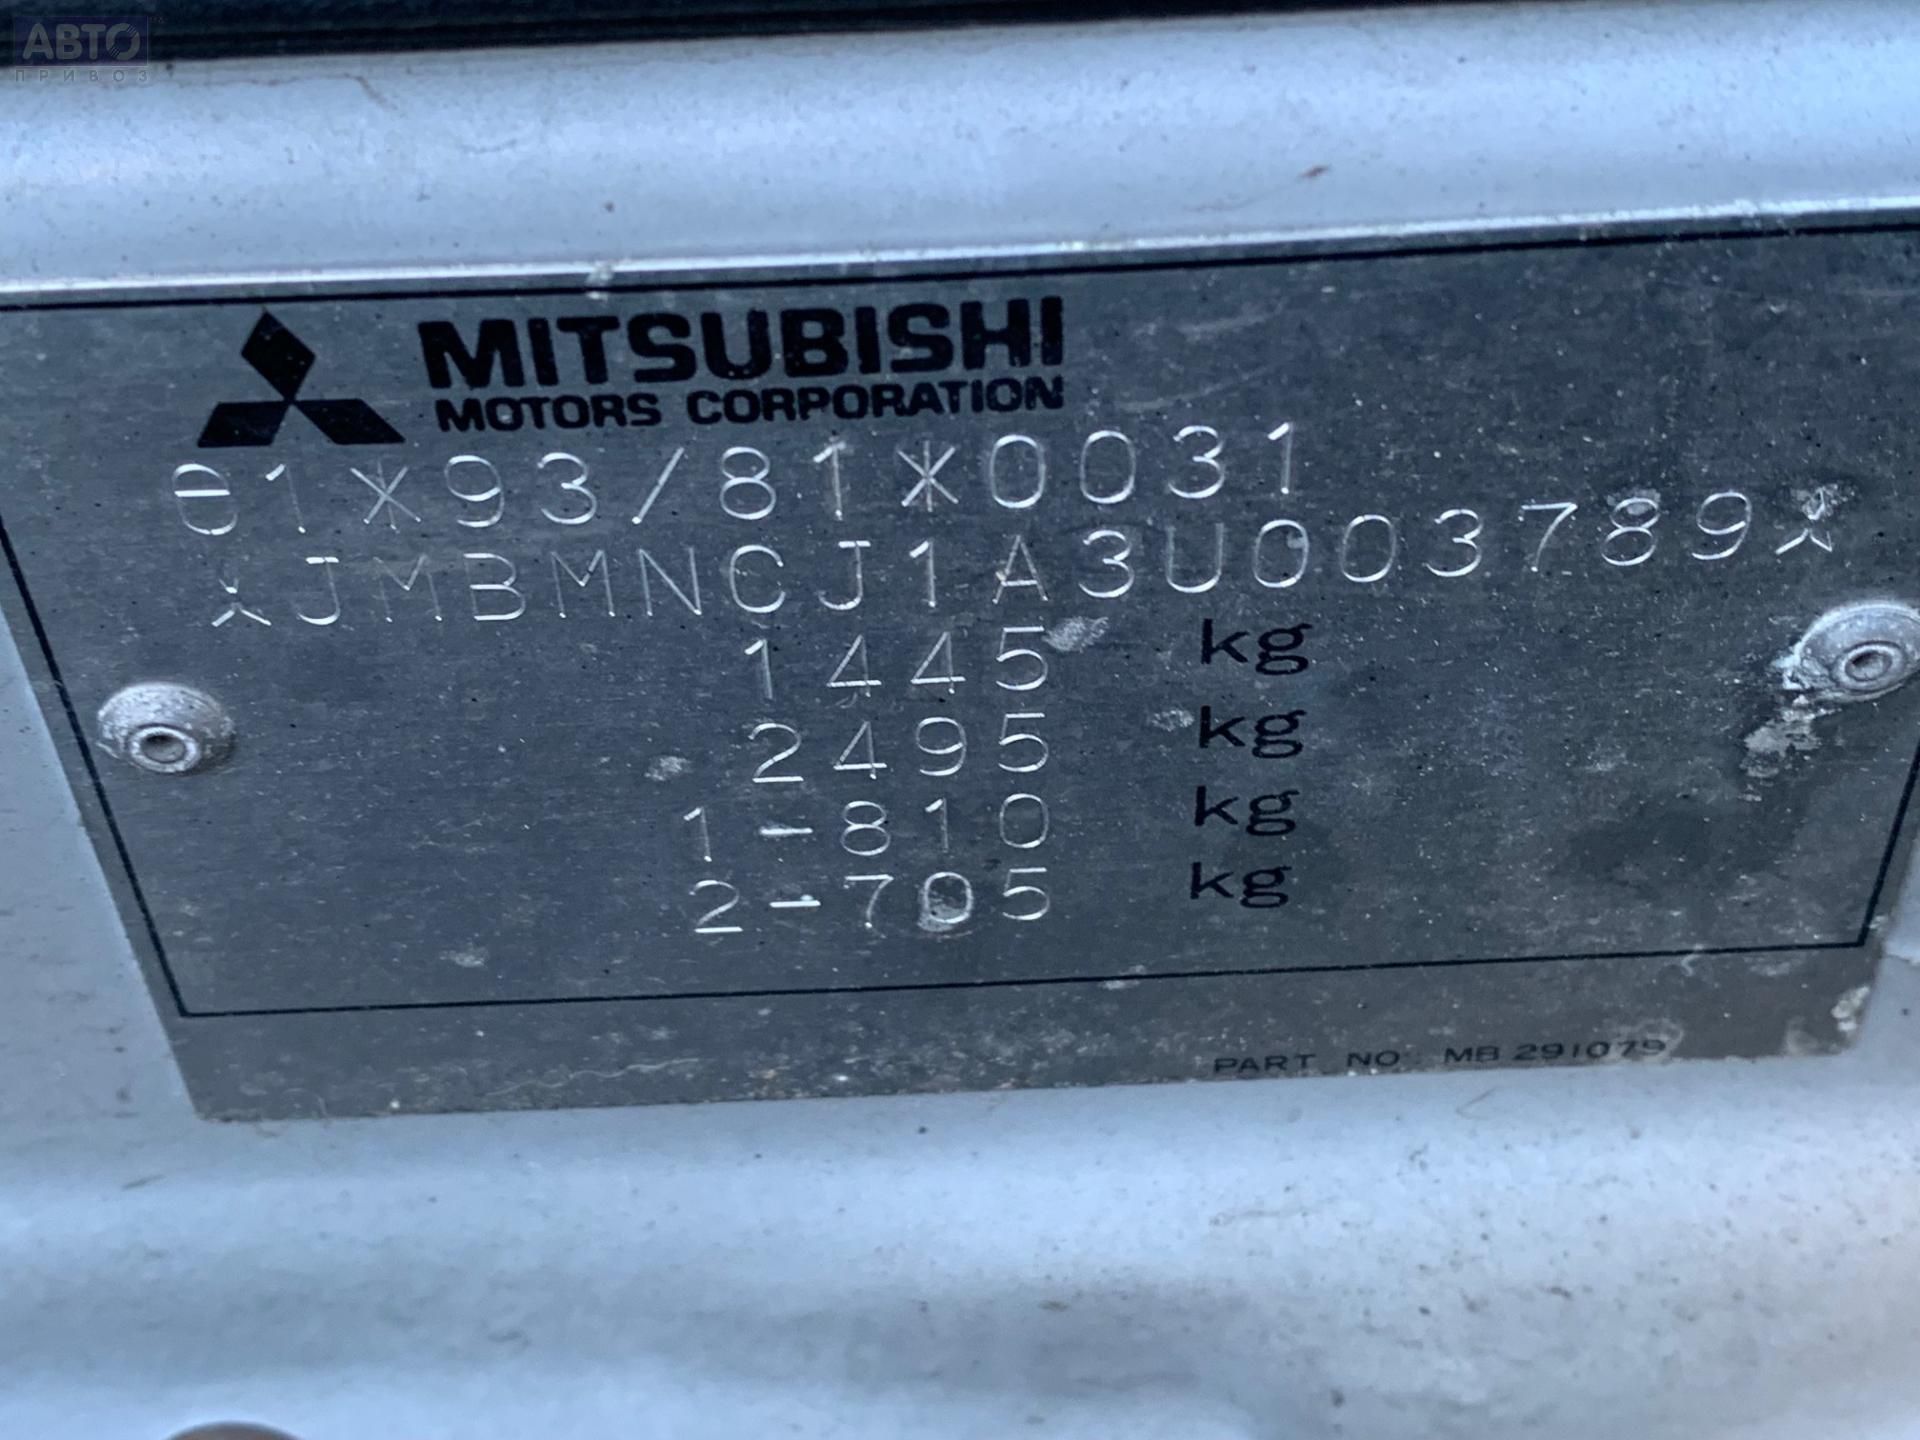 АВТО
ПРИВОЗ
MITSUBISHI
MOTORS CORPORATION
e1*93/81*0031
*JMBMNCJ1A3U003789*
1445 kg
2495 kg
1-810 kg
2-705 kg
PART NO MB 291079